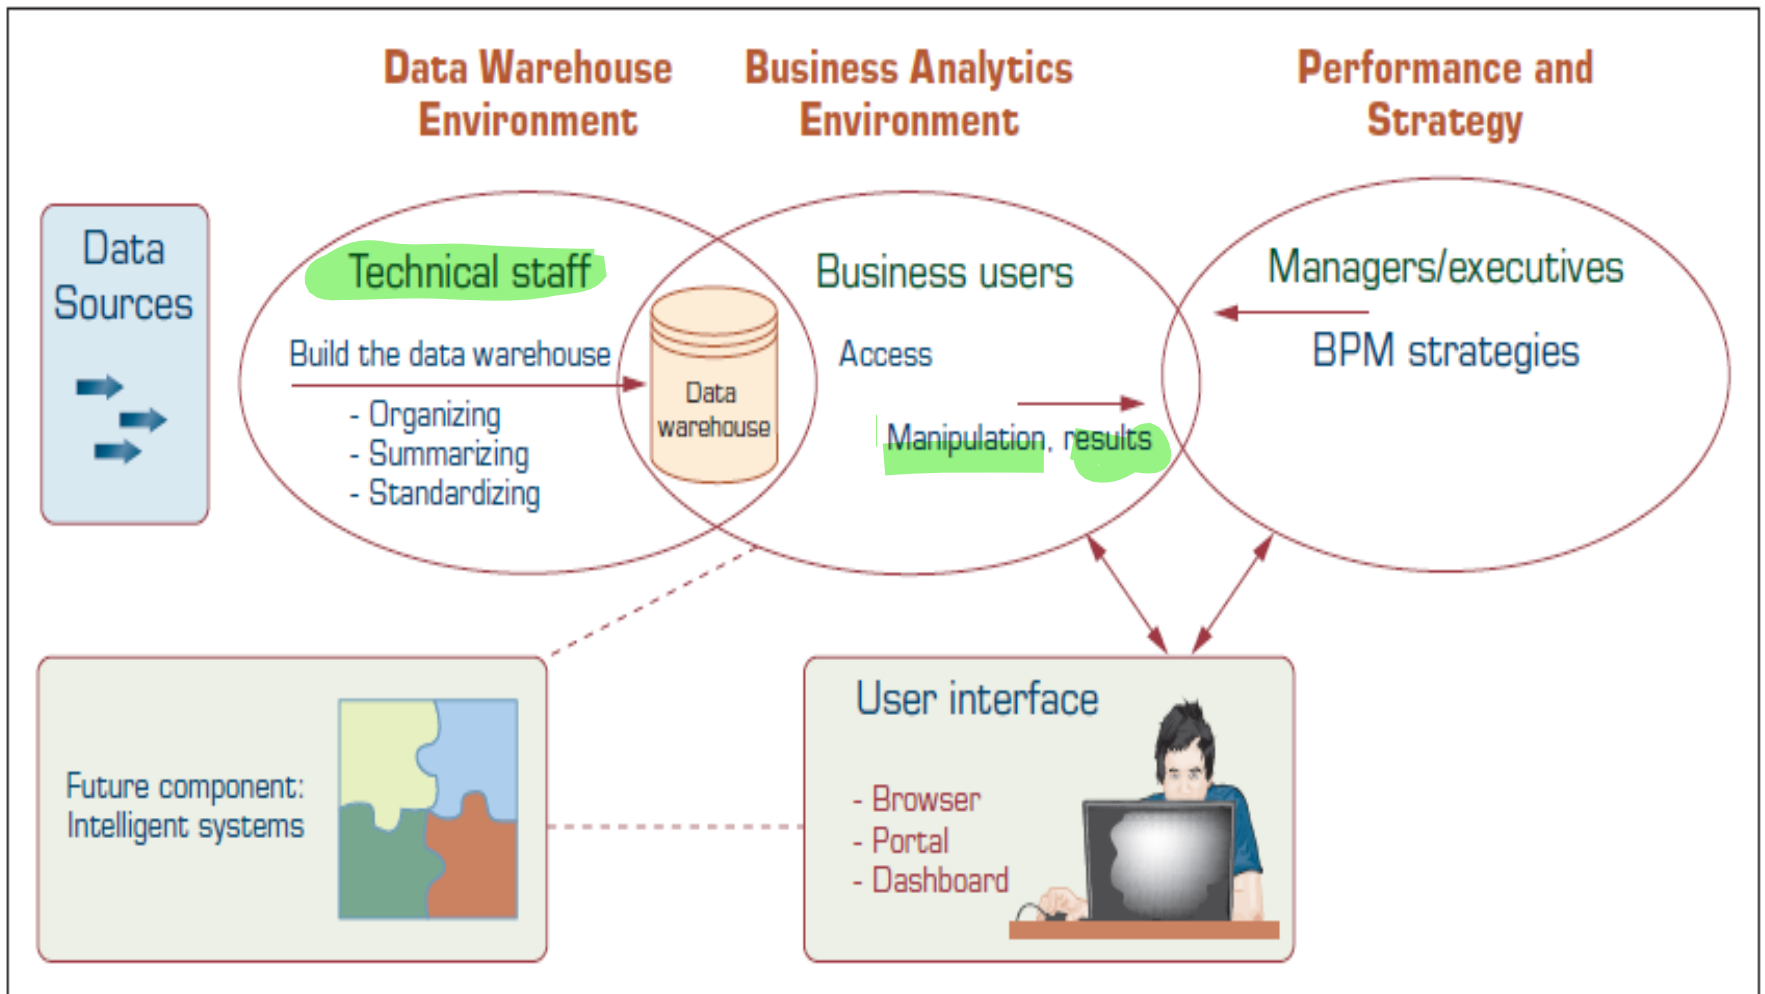 Data Warehouse
Environment
Business Analytics
Environment
Performance and
Strategy
Data
Sources
Technical staff
Build the data warehouse
- Organizing
- Summarizing
- Standardizing
Data
warehouse
Business users
Access
Manipulation, results
Managers/executives
BPM strategies
Future component:
Intelligent systems
User interface
- Browser
- Portal
- Dashboard